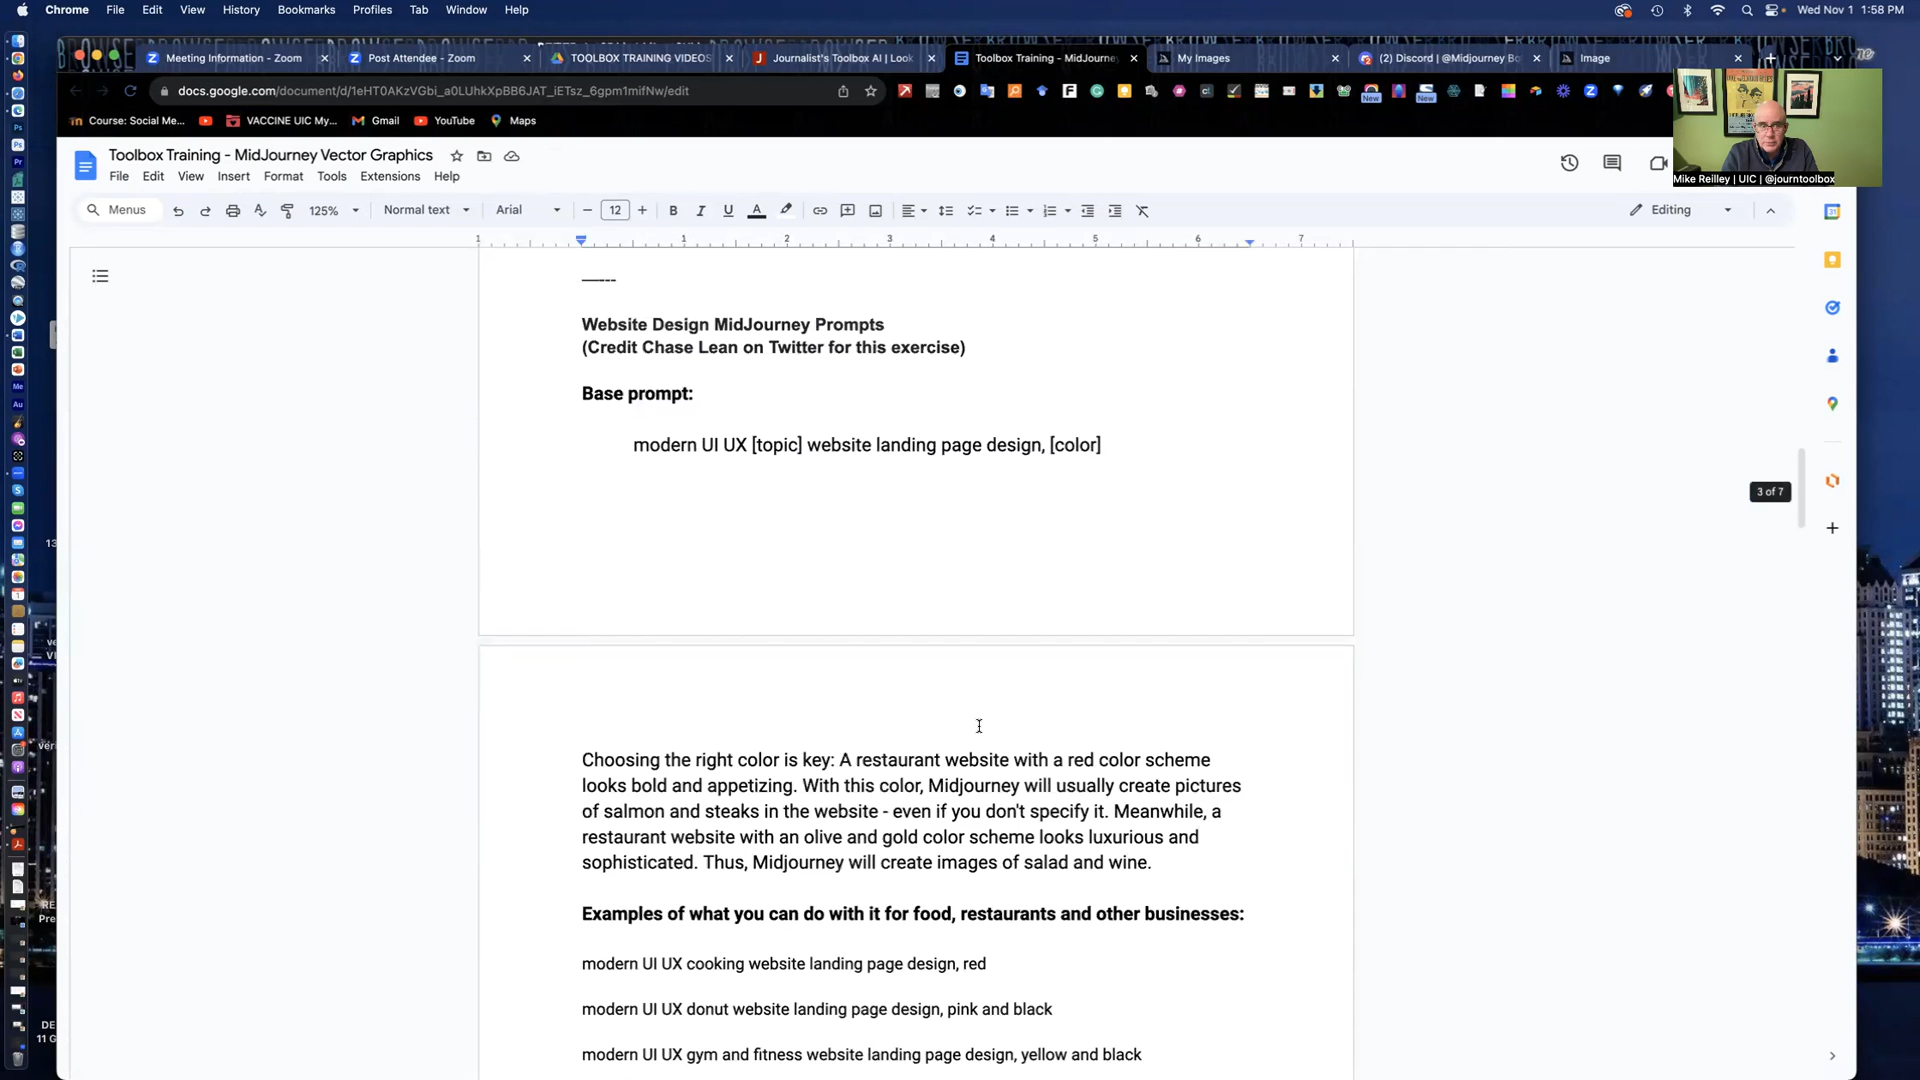 Chrome File Edit View History Bookmarks Profiles Tab Window Help
Wed Nov 1 1:58 PM
Meeting Information - Zoom
Post Attendee - Zoom
TOOLBOX TRAINING VIDEOS
Journalist's Toolbox AI | Look
Toolbox Training - MidJourney
My Images
(2) Discord | @Midjourney Bo
Image
docs.google.com/document/d/1eHT0AKzVGbi_a0LUhkXpBB6JAT_iETsz_6gpm1mifNw/edit
New
New
Course: Social Me...
VACCINE UIC My...
Gmail
YouTube
Maps
Mike Reilley | UIC | @journtoolbox
Toolbox Training - MidJourney Vector Graphics
File Edit View Insert Format Tools Extensions Help
Menus
125%
Normal text
Arial
12
Editing
1 1 2 3 4 5 6 7
-----
Website Design MidJourney Prompts
(Credit Chase Lean on Twitter for this exercise)
Base prompt:
modern UI UX [topic] website landing page design, [color]
3 of 7
Choosing the right color is key: A restaurant website with a red color scheme
looks bold and appetizing. With this color, Midjourney will usually create pictures
of salmon and steaks in the website - even if you don't specify it. Meanwhile, a
restaurant website with an olive and gold color scheme looks luxurious and
sophisticated. Thus, Midjourney will create images of salad and wine.
Examples of what you can do with it for food, restaurants and other businesses:
modern UI UX cooking website landing page design, red
modern UI UX donut website landing page design, pink and black
modern UI UX gym and fitness website landing page design, yellow and black